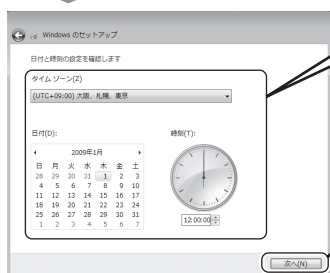 Windows のセットアップ
日付と時刻の設定を確認します
タイム ゾーン(Z)
(UTC+09:00) 大阪、札幌、東京
日付(D):
時刻(T):
2009年1月
日 月 火 水 木 金 土
28 29 30 31 1 2 3
4 5 6 7 8 9 10
11 12 13 14 15 16 17
18 19 20 21 22 23 24
25 26 27 28 29 30 31
1 2 3 4 5 6 7
12:00:00
次へ(N)